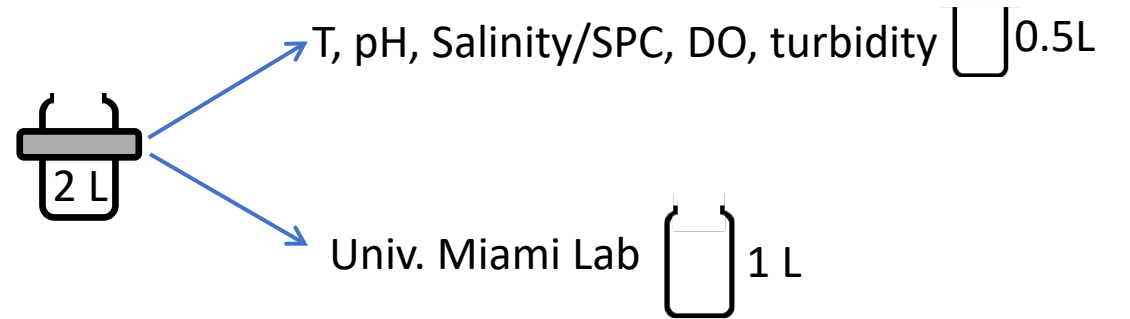 T, pH, Salinity/SPC, DO, turbidity 0.5L
2 L
Univ. Miami Lab 1 L